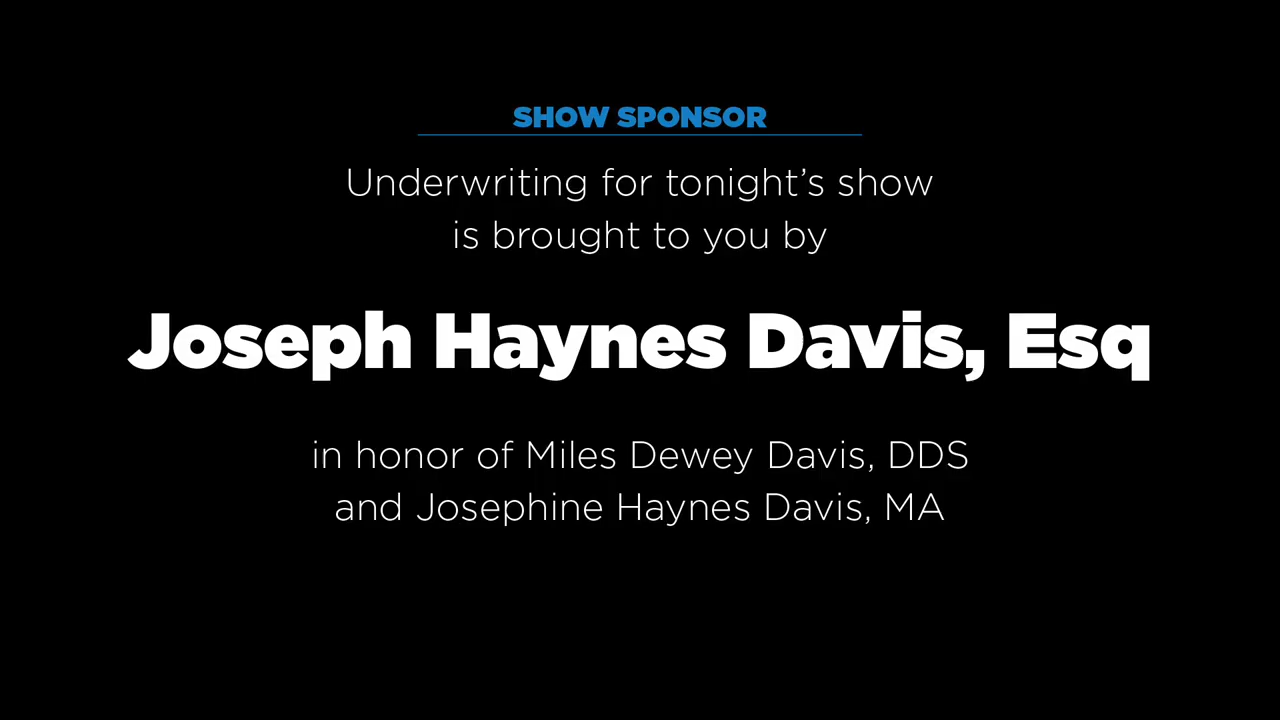 SHOW SPONSOR
Underwriting for tonight’s show
is brought to you by
Joseph Haynes Davis, Esq
in honor of Miles Dewey Davis, DDS
and Josephine Haynes Davis, MA